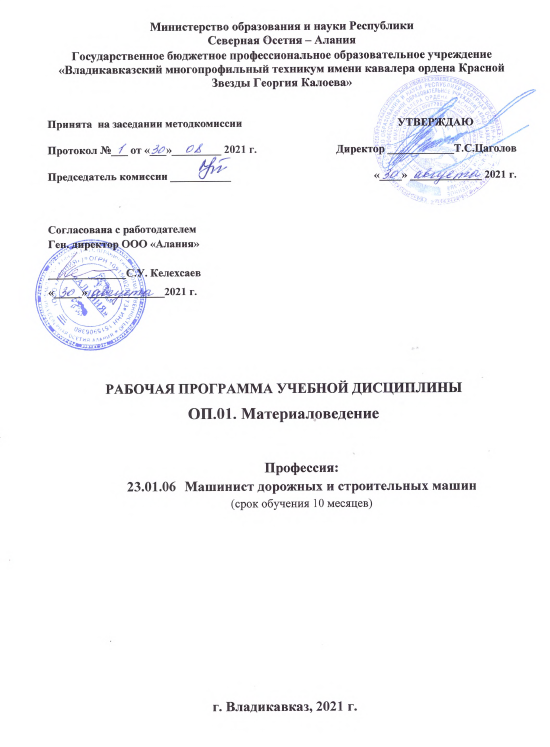 Министерство образования и науки Республики
Северная Осетия – Алания
Государственное бюджетное профессиональное образовательное учреждение
«Владикавказский многопрофильный техникум имени кавалера ордена Красной
Звезды Георгия Калоева»
Принята на заседании методкомиссии
Протокол № 1 от «30» 08 2021 г.
Председатель комиссии
УТВЕРЖДАЮ
Директор Т.С.Цаголов
«30» августа 2021 г.
Согласована с работодателем
Ген. директор ООО «Алания»
С.У. Келехсаев
«30» августа 2021 г.
РАБОЧАЯ ПРОГРАММА УЧЕБНОЙ ДИСЦИПЛИНЫ
ОП.01. Материаловедение
Профессия:
23.01.06 Машинист дорожных и строительных машин
(срок обучения 10 месяцев)
г. Владикавказ, 2021 г.